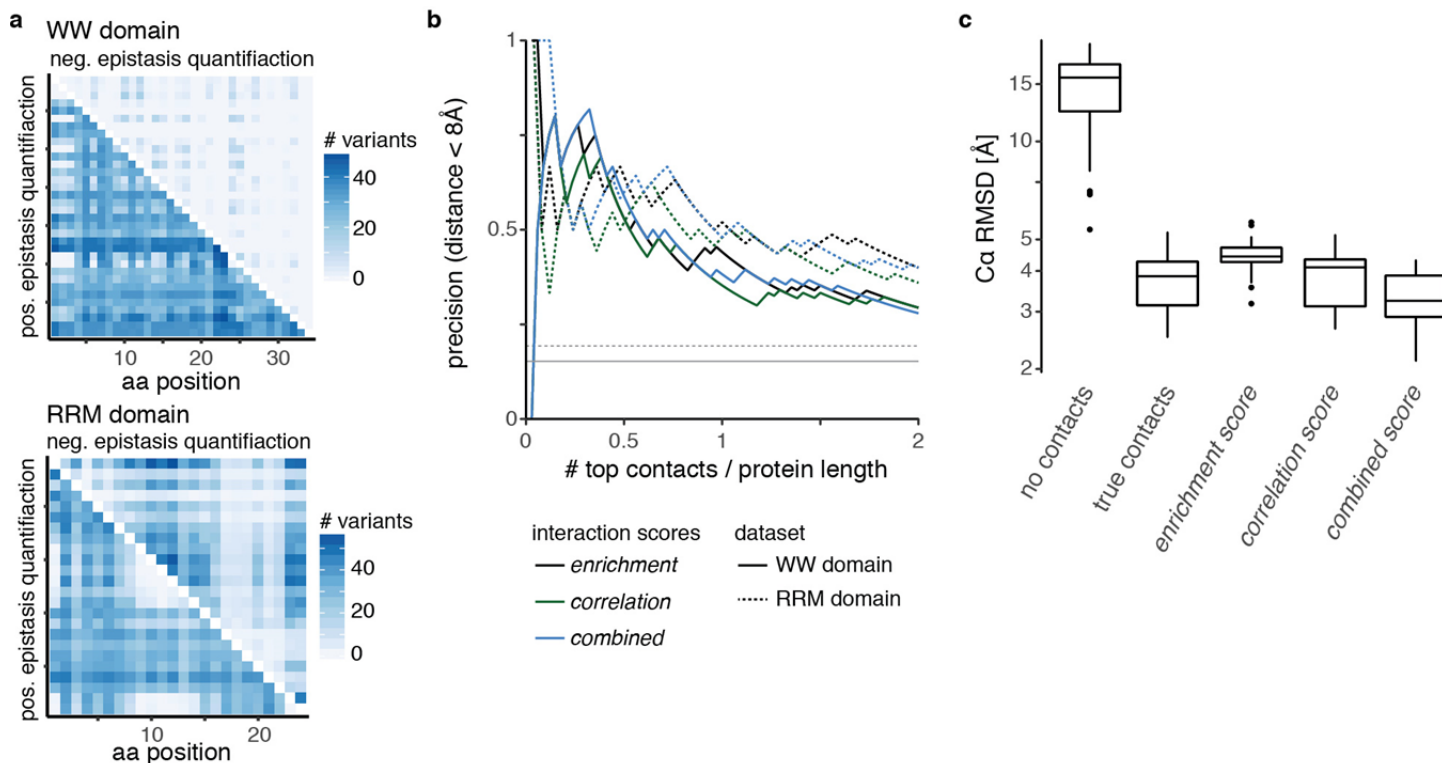 a
WW domain
neg. epistasis quantifiaction
pos. epistasis quantifiaction
# variants
40
20
0
10
20
30
aa position
RRM domain
neg. epistasis quantifiaction
pos. epistasis quantifiaction
# variants
40
20
0
10
20
aa position
b
precision (distance < 8Å)
1
0.5
0
0
0.5
1
2
# top contacts / protein length
interaction scores
enrichment
correlation
combined
dataset
WW domain
RRM domain
c
Cα RMSD [Å]
15
10
5
4
3
2
no contacts
true contacts
enrichment score
correlation score
combined score